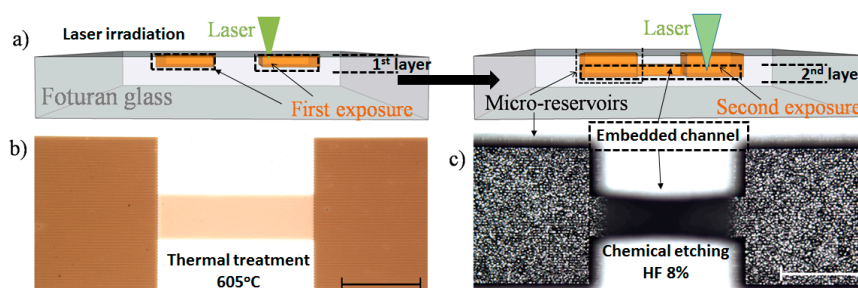 a)
Laser irradiation
Laser
1st layer
Foturan glass
First exposure
Laser
2nd laye
Micro-reservoirs
Second exposure
Embedded channel
b)
Thermal treatment
605°C
c)
Chemical etching
HF 8%